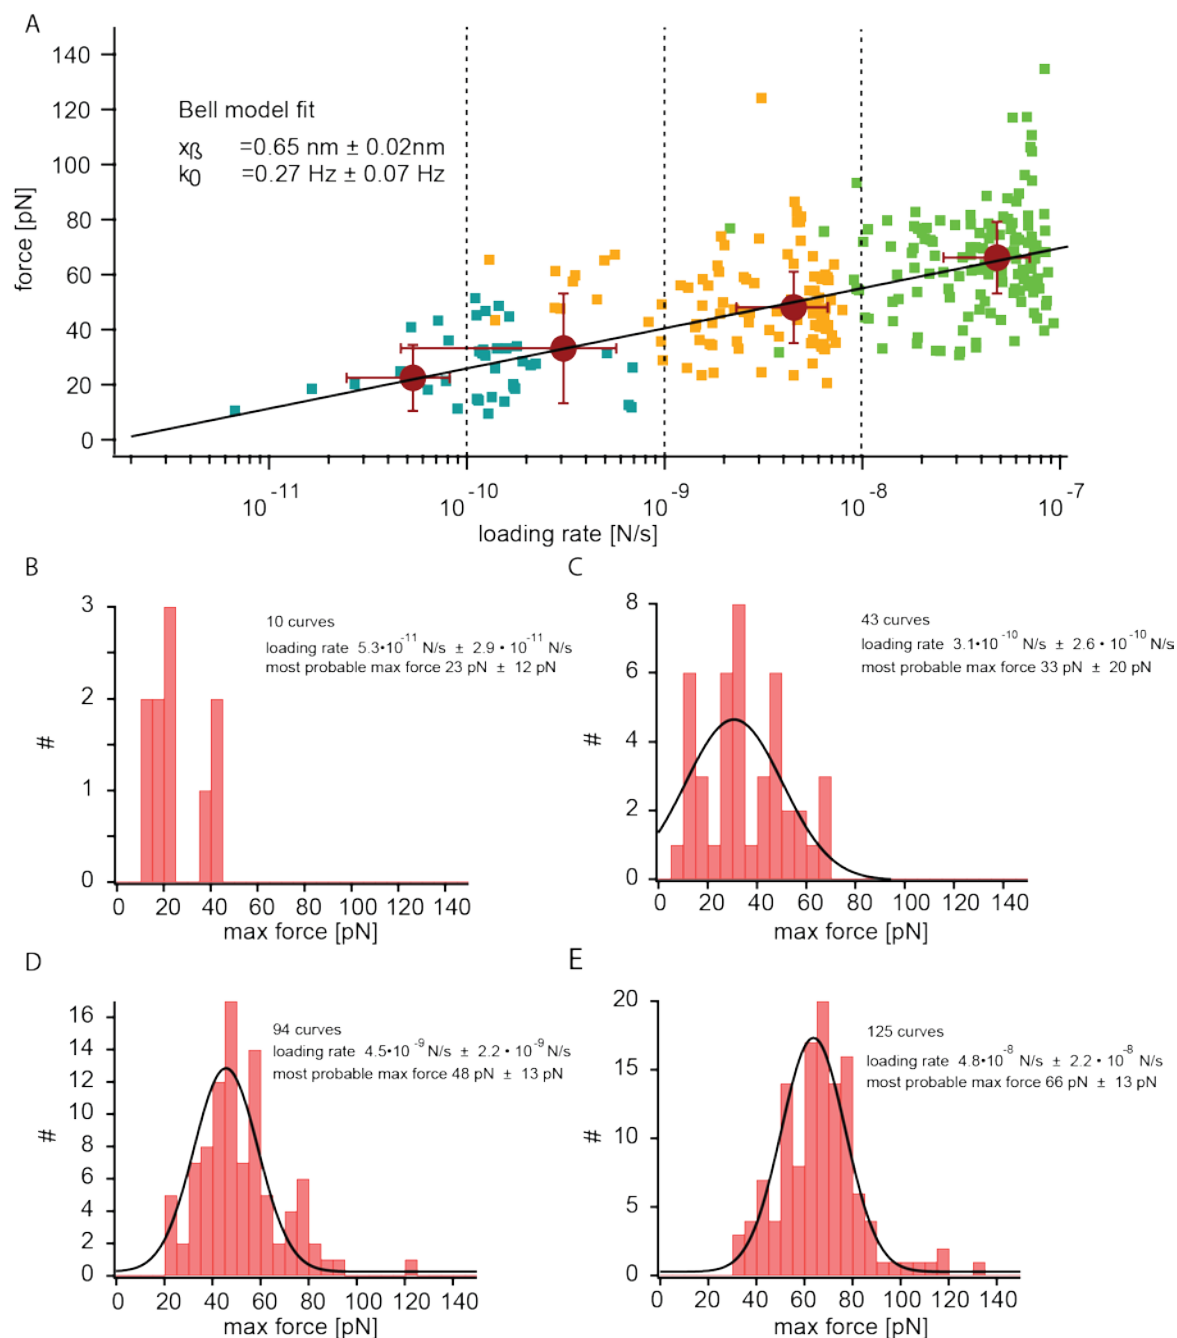 A
140
120
100
80
60
40
20
0
force [pN]
Bell model fit
xß =0.65 nm ± 0.02nm
k0 =0.27 Hz ± 0.07 Hz
10-11 10-10 10-9 10-8 10-7
loading rate [N/s]
B
3
2
1
0
#
10 curves
loading rate 5.3•10-11 N/s ± 2.9 • 10-11 N/s
most probable max force 23 pN ± 12 pN
0 20 40 60 80 100 120 140
max force [pN]
C
8
6
4
2
0
#
43 curves
loading rate 3.1•10-10 N/s ± 2.6 • 10-10 N/s
most probable max force 33 pN ± 20 pN
0 20 40 60 80 100 120 140
max force [pN]
D
16
14
12
10
8
6
4
2
0
#
94 curves
loading rate 4.5•10-9 N/s ± 2.2 • 10-9 N/s
most probable max force 48 pN ± 13 pN
0 20 40 60 80 100 120 140
max force [pN]
E
20
15
10
5
0
#
125 curves
loading rate 4.8•10-8 N/s ± 2.2 • 10-8 N/s
most probable max force 66 pN ± 13 pN
0 20 40 60 80 100 120 140
max force [pN]